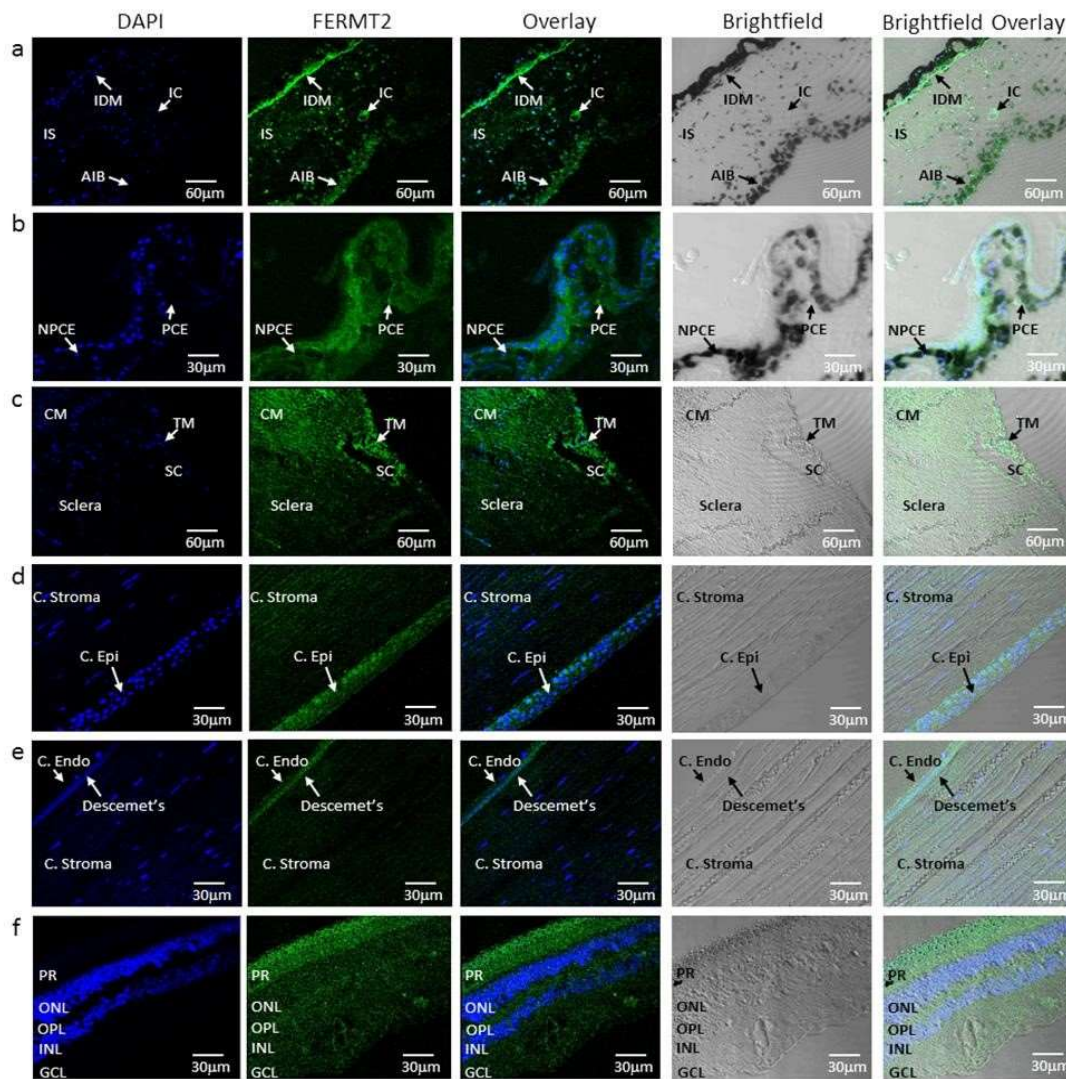 DAPI FERMT2 Overlay Brightfield Brightfield Overlay
a
IDM IC IS AIB 60µm
IDM IC IS AIB 60µm
IDM IC IS AIB 60µm
IDM IC IS AIB 60µm
IDM IC IS AIB 60µm
b
NPCE PCE 30µm
NPCE PCE 30µm
NPCE PCE 30µm
NPCE PCE 30µm
NPCE PCE 30µm
c
CM TM SC Sclera 60µm
CM TM SC Sclera 60µm
CM TM SC Sclera 60µm
CM TM SC Sclera 60µm
CM TM SC Sclera 60µm
d
C. Stroma C. Epi 30µm
C. Stroma C. Epi 30µm
C. Stroma C. Epi 30µm
C. Stroma C. Epi 30µm
C. Stroma C. Epi 30µm
e
C. Endo Descemet's C. Stroma 30µm
C. Endo Descemet's C. Stroma 30µm
C. Endo Descemet's C. Stroma 30µm
C. Endo Descemet's C. Stroma 30µm
C. Endo Descemet's C. Stroma 30µm
f
PR ONL OPL INL GCL 30µm
PR ONL OPL INL GCL 30µm
PR ONL OPL INL GCL 30µm
PR ONL OPL INL GCL 30µm
PR ONL OPL INL GCL 30µm